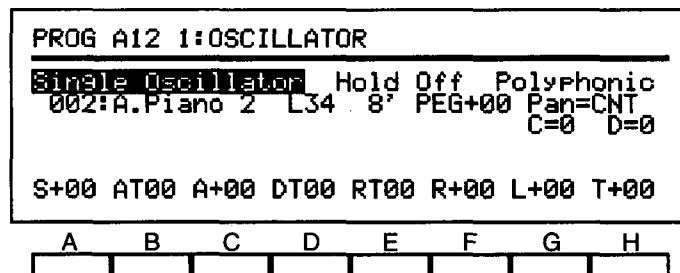 PROG A12 1:OSCILLATOR
Single Oscillator Hold Off Polyphonic
002:A.Piano 2 L34 8' PEG+00 Pan=CNT
C=0 D=0
S+00 AT00 A+00 DT00 RT00 R+00 L+00 T+00
A B C D E F G H